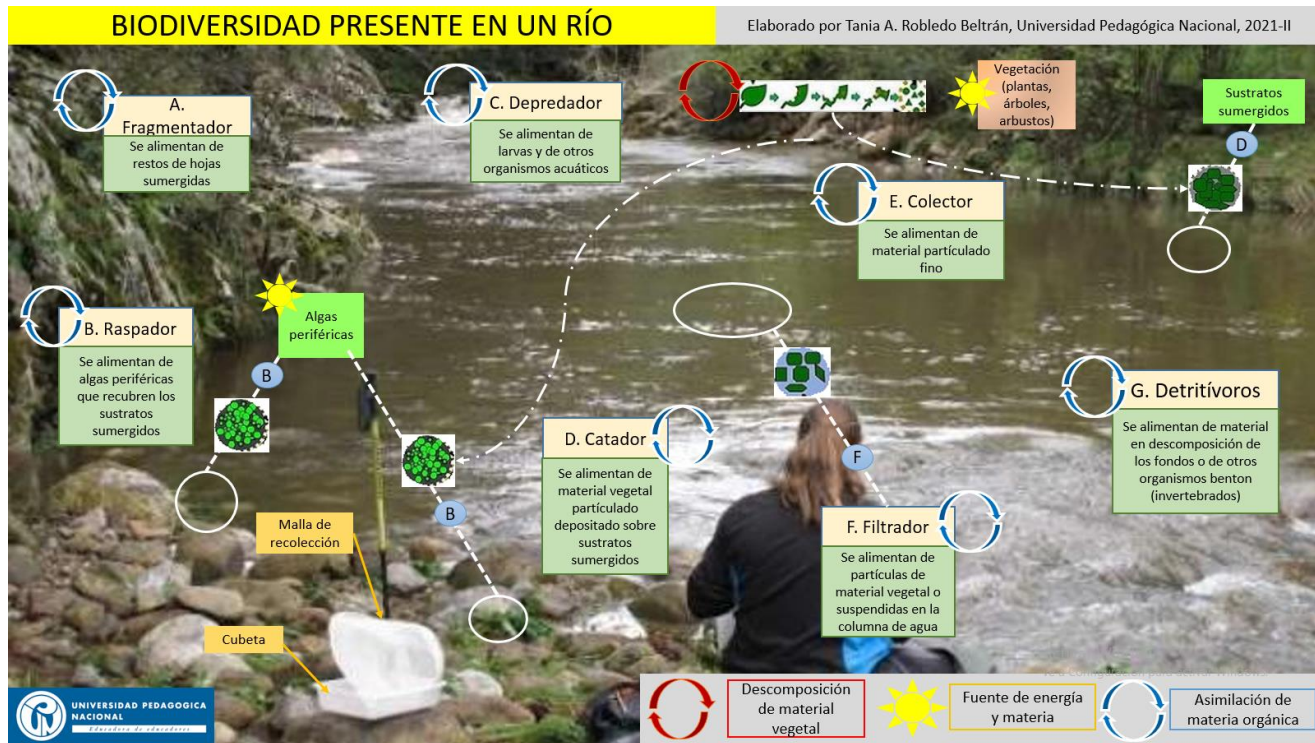 BIODIVERSIDAD PRESENTE EN UN RÍO
Elaborado por Tania A. Robledo Beltrán, Universidad Pedagógica Nacional, 2021-II
A.
Fragmentador
Se alimentan de
restos de hojas
sumergidas
C. Depredador
Se alimentan de
larvas y de otros
organismos acuáticos
Vegetación
(plantas,
árboles,
arbustos)
Sustratos
sumergidos
D
E. Colector
Se alimentan de
material partículado
fino
B. Raspador
Se alimentan de
algas periféricas
que recubren los
sustratos
sumergidos
Algas
periféricas
B
B
D. Catador
Se alimentan de
material vegetal
partículado
depositado sobre
sustratos
sumergidos
F
F. Filtrador
Se alimentan de
partículas de
material vegetal o
suspendidas en la
columna de agua
G. Detritívoros
Se alimentan de material
en descomposición de
los fondos o de otros
organismos benton
(invertebrados)
Malla de
recolección
Cubeta
UNIVERSIDAD PEDAGOGICA
NACIONAL
Educadora de educadores
Descomposición
de material
vegetal
Fuente de energía
y materia
Asimilación de
materia orgánica